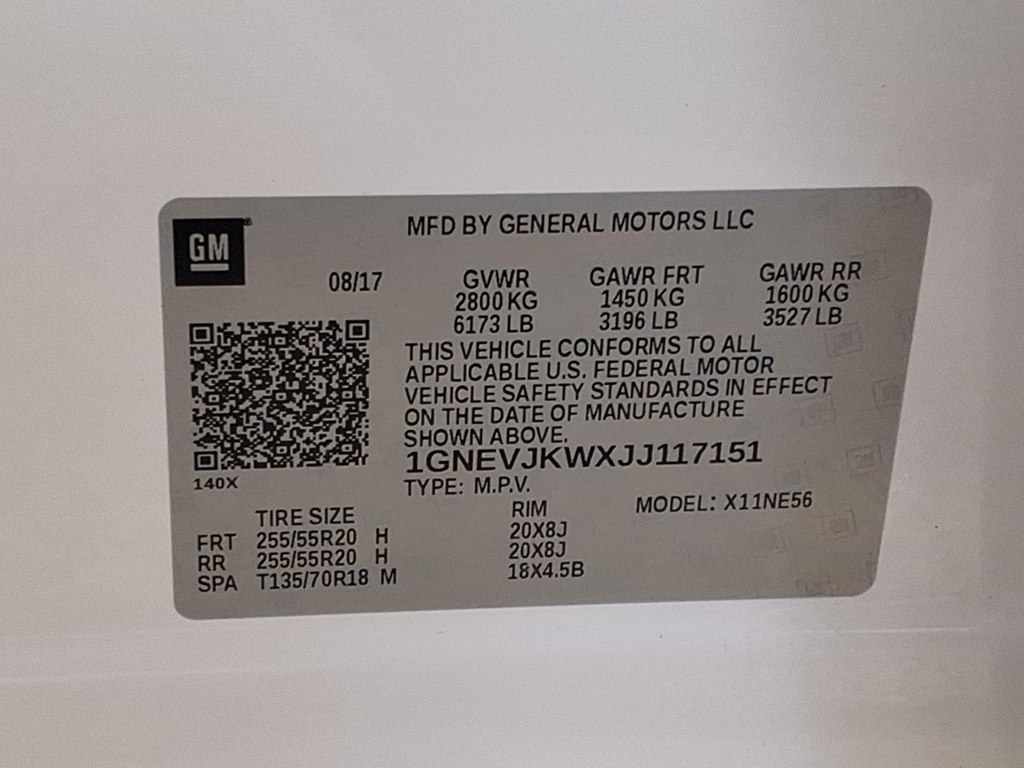 GM
MFD BY GENERAL MOTORS LLC
08/17 GVWR GAWR FRT GAWR RR
2800 KG 1450 KG 1600 KG
6173 LB 3196 LB 3527 LB
THIS VEHICLE CONFORMS TO ALL
APPLICABLE U.S. FEDERAL MOTOR
VEHICLE SAFETY STANDARDS IN EFFECT
ON THE DATE OF MANUFACTURE
SHOWN ABOVE.
1GNEVJKWXJJ117151
140X
TYPE: M.P.V.
TIRE SIZE RIM MODEL: X11NE56
FRT 255/55R20 H 20X8J
RR 255/55R20 H 20X8J
SPA T135/70R18 M 18X4.5B